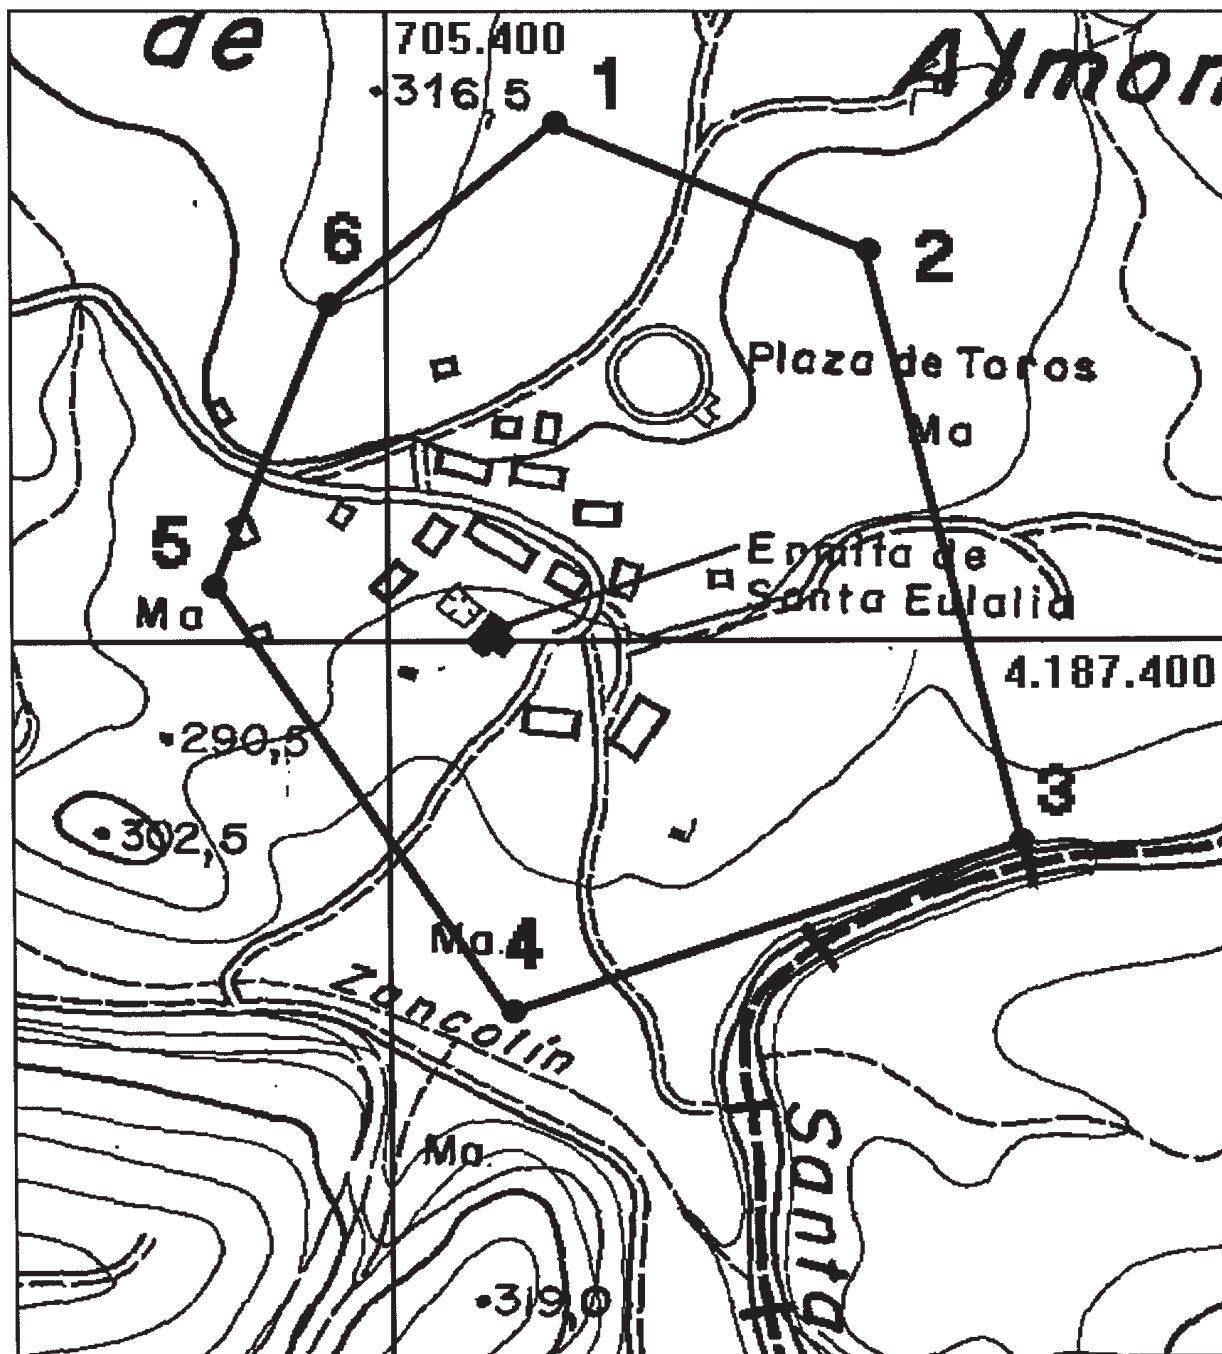 de
705.400
Almon
316,5
1
6
2
Plaza de Toros
Ma
5
Ermita de
Santa Eulalia
Ma
4.187.400
290,5
3
302,5
Ma.
4
Zancolin
Ma.
Santa
319,0